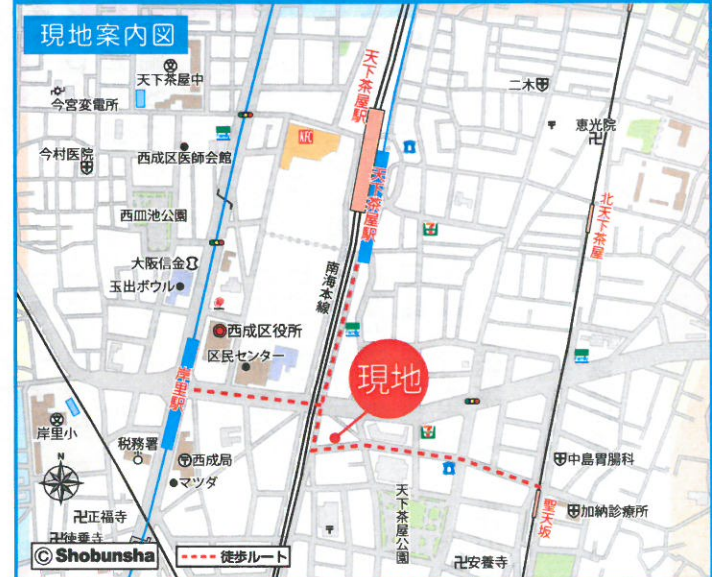 現地案内図
天下茶屋中
今宮変電所
今村医院
西成区医師会館
KFC
天下茶屋駅
天下茶屋駅
二木
恵光院
北天下茶屋
西皿池公園
大阪信金
玉出ボウル
南海本線
西成区役所
区民センター
岸里駅
現地
岸里小
税務署
西成局
マツダ
N
正福寺
徳乗寺
天下茶屋公園
中島胃腸科
聖天坂
加納診療所
安養寺
© Shobunsha
徒歩ルート